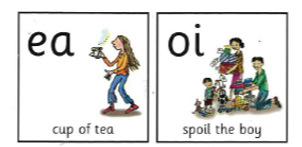 ea
cup of tea
oi
spoil the boy